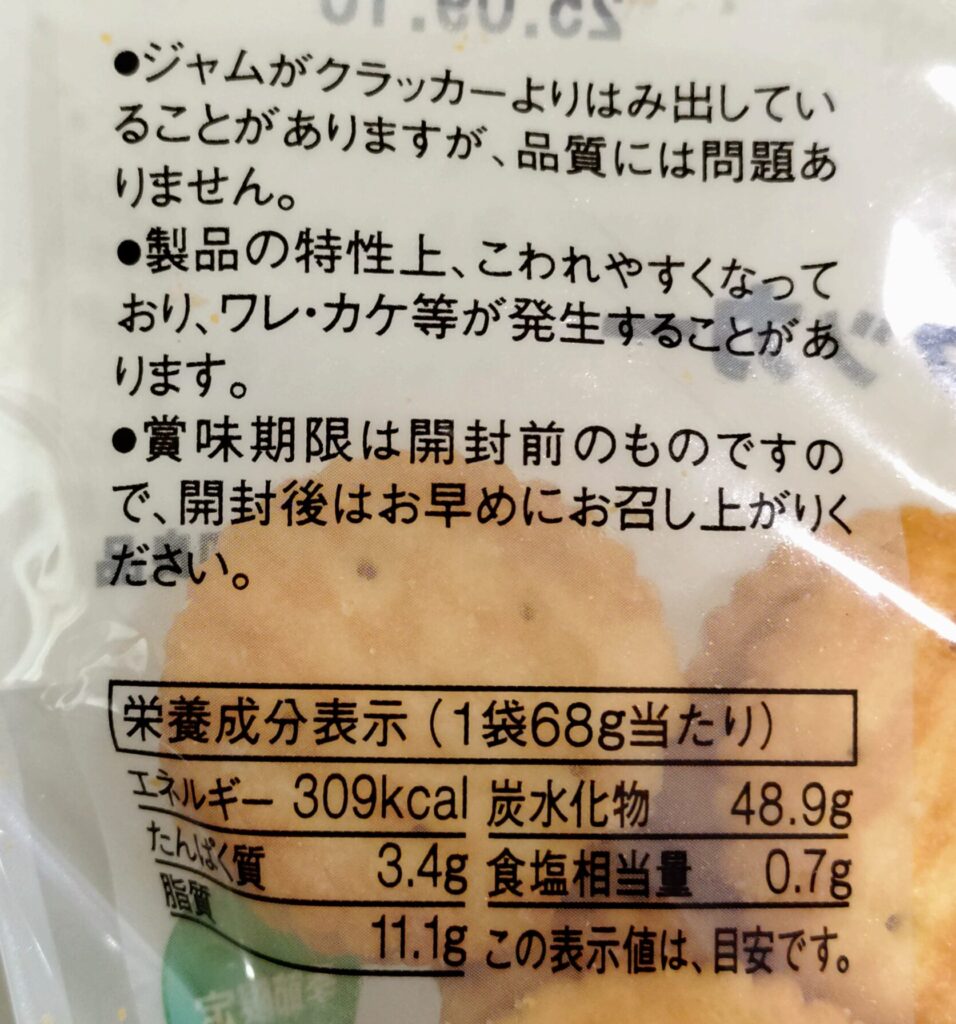 25.09.10
●ジャムがクラッカーよりはみ出してい
ることがありますが、品質には問題あ
りません。
●製品の特性上、こわれやすくなって
おり、ワレ・カケ等が発生することがあ
ります。
●賞味期限は開封前のものですの
で、開封後はお早めにお召し上がりく
ださい。
栄養成分表示（1袋68g当たり）
エネルギー 309kcal 炭水化物 48.9g
たんぱく質 3.4g 食塩相当量 0.7g
脂質 11.1g この表示値は、目安です。